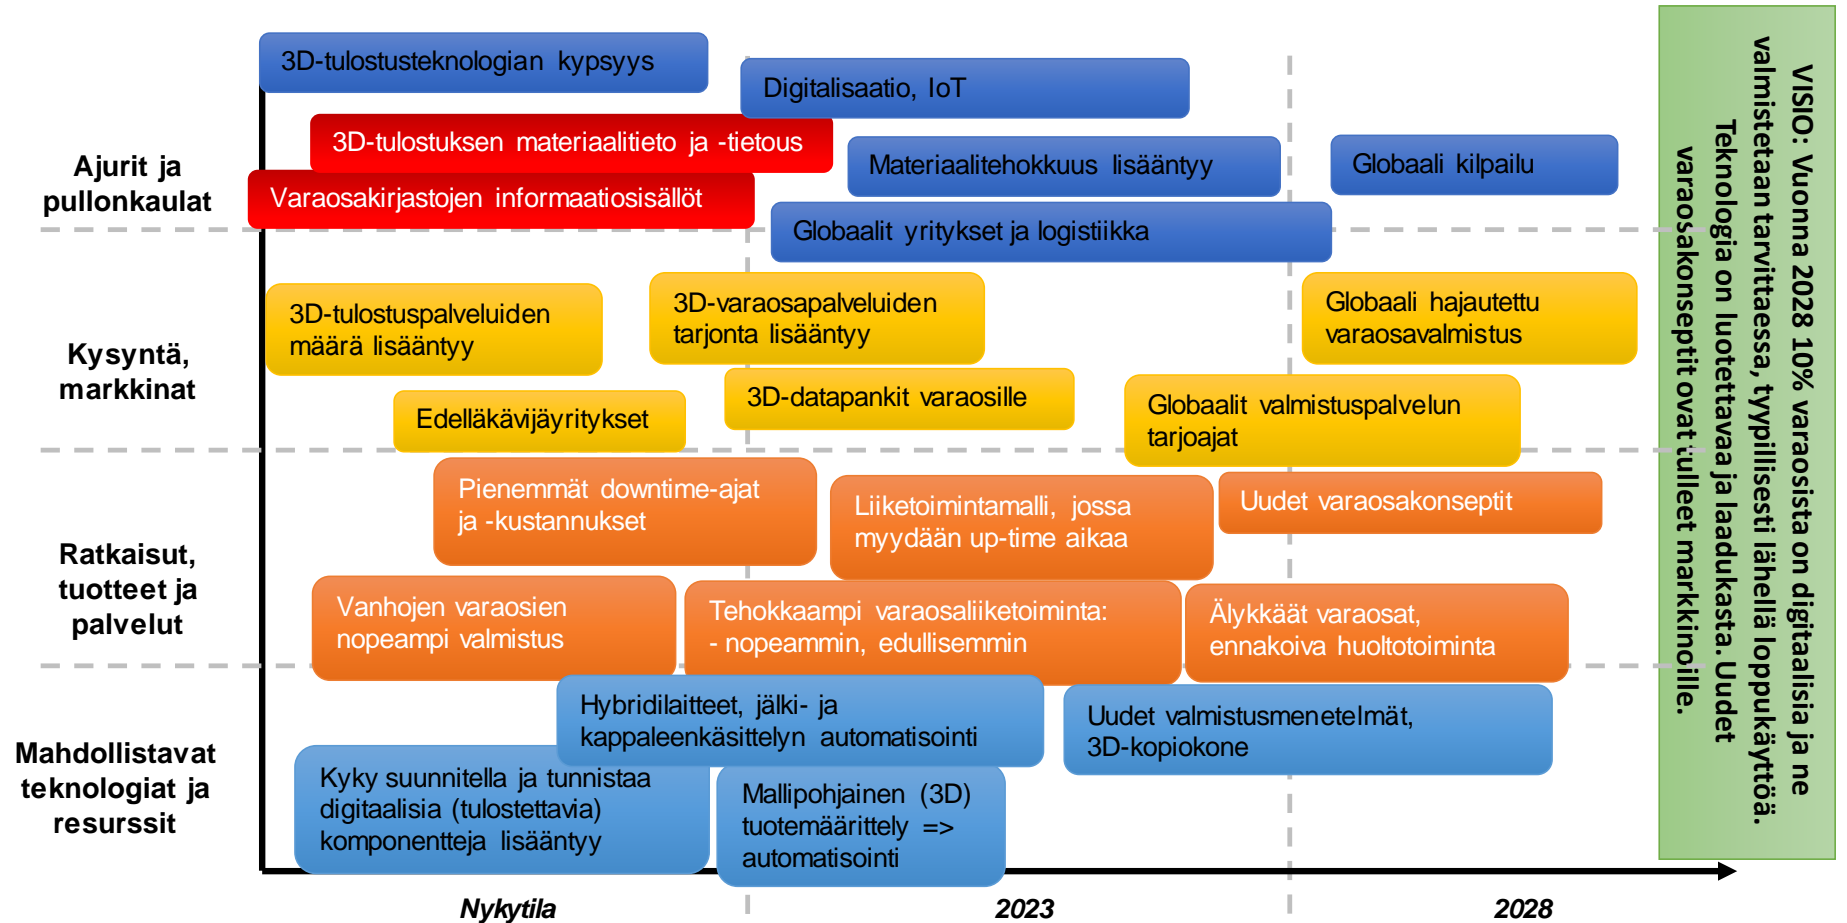 3D-tulostusteknologian kypsyys
Digitalisaatio, IoT
3D-tulostuksen materiaalitieto ja -tietous
Materiaalitehokkuus lisääntyy
Globaali kilpailu
Ajurit ja
pullonkaulat
Varaosakirjastojen informaatiosisällöt
Globaalit yritykset ja logistiikka
Kysyntä,
markkinat
3D-tulostuspalveluiden
määrä lisääntyy
3D-varaosapalveluiden
tarjonta lisääntyy
Globaali hajautettu
varaosavalmistus
Edelläkävijäyritykset
3D-datapankit varaosille
Globaalit valmistuspalvelun
tarjoajat
Ratkaisut,
tuotteet ja
palvelut
Pienemmät downtime-ajat
ja -kustannukset
Liiketoimintamalli, jossa
myydään up-time aikaa
Uudet varaosakonseptit
Vanhojen varaosien
nopeampi valmistus
Tehokkaampi varaosaliiketoiminta:
- nopeammin, edullisemmin
Älykkäät varaosat,
ennakoiva huoltotoiminta
Mahdollistavat
teknologiat ja
resurssit
Hybridilaitteet, jälki- ja
kappaleenkäsittelyn automatisointi
Uudet valmistusmenetelmät,
3D-kopiokone
Kyky suunnitella ja tunnistaa
digitaalisia (tulostettavia)
komponentteja lisääntyy
Mallipohjainen (3D)
tuotemäärittely =>
automatisointi
Nykytila
2023
2028
VISIO: Vuonna 2028 10% varaosista on digitaalisia ja ne
valmistetaan tarvittaessa, tyypillisesti lähellä loppukäyttöä.
Teknologia on luotettavaa ja laadukasta. Uudet
varaosakonseptit ovat tulleet markkinoille.